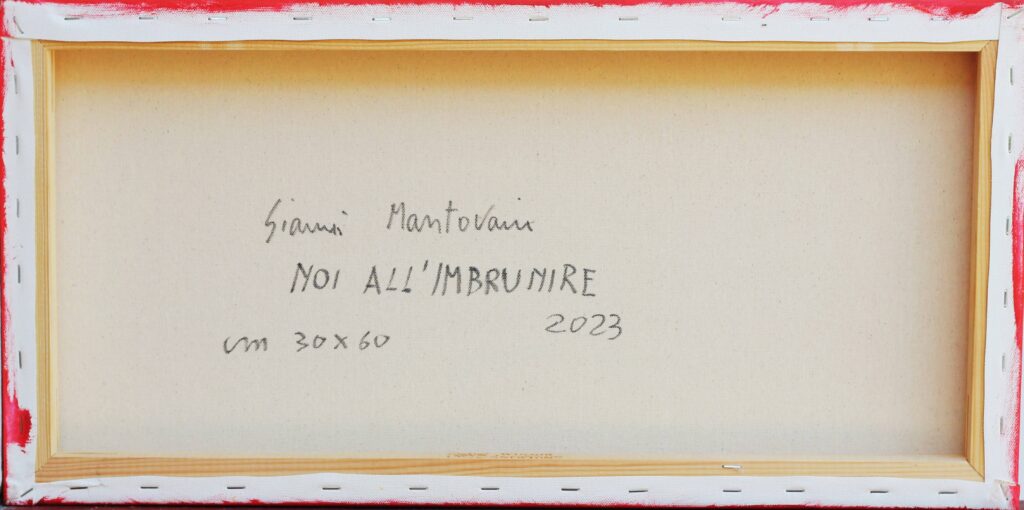 Gianni Mantovani
NOI ALL'IMBRUNIRE
2023
cm 30x60